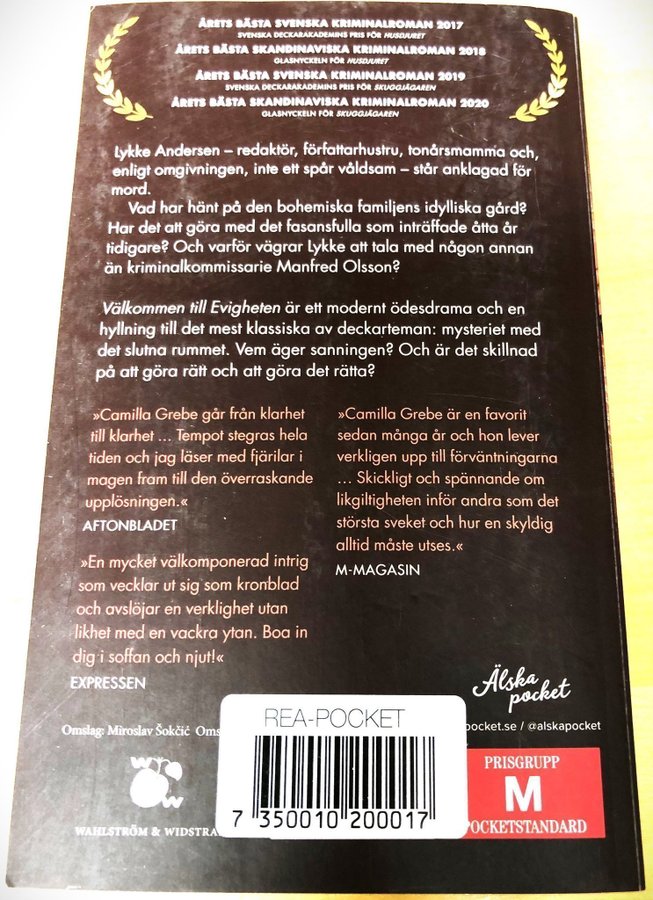 ÅRETS BÄSTA SVENSKA KRIMINALROMAN 2017
SVENSKA DECKARAKADEMINS PRIS FÖR HUSDJURET
ÅRETS BÄSTA SKANDINAVISKA KRIMINALROMAN 2018
GLASNYCKELN FÖR HUSDJURET
ÅRETS BÄSTA SVENSKA KRIMINALROMAN 2019
SVENSKA DECKARAKADEMINS PRIS FÖR SKUGGJÄGAREN
ÅRETS BÄSTA SKANDINAVISKA KRIMINALROMAN 2020
GLASNYCKELN FÖR SKUGGJÄGAREN
Lykke Andersen – redaktör, författarhustru, tonårsmamma och,
enligt omgivningen, inte ett spår våldsam – står anklagad för
mord.
Vad har hänt på den bohemiska familjens idylliska gård?
Har det att göra med det fasansfulla som inträffade åtta år
tidigare? Och varför vägrar Lykke att tala med någon annan
än kriminalkommissarie Manfred Olsson?
Välkommen till Evigheten är ett modernt ödesdrama och en
hyllning till det mest klassiska av deckarteman: mysteriet med
det slutna rummet. Vem äger sanningen? Och är det skillnad
på att göra rätt och att göra det rätta?
»Camilla Grebe går från klarhet
till klarhet ... Tempot stegras hela
tiden och jag läser med fjärilar i
magen fram till den överraskande
upplösningen.«
AFTONBLADET
»En mycket välkomponerad intrig
som vecklar ut sig som kronblad
och avslöjar en verklighet utan
likhet med en vackra ytan. Boa in
dig i soffan och njut!«
EXPRESSEN
»Camilla Grebe är en favorit
sedan många år och hon lever
verkligen upp till förväntningarna
... Skickligt och spännande om
likgiltigheten inför andra som det
största sveket och hur en skyldig
alltid måste utses.«
M-MAGASIN
Älska
pocket
pocket.se / @alskapocket
Omslag: Miroslav Šokčić Oms
REA-POCKET
7 350010 200017
W W
W
WAHLSTRÖM & WIDSTRA
PRISGRUPP
M
POCKETSTANDARD